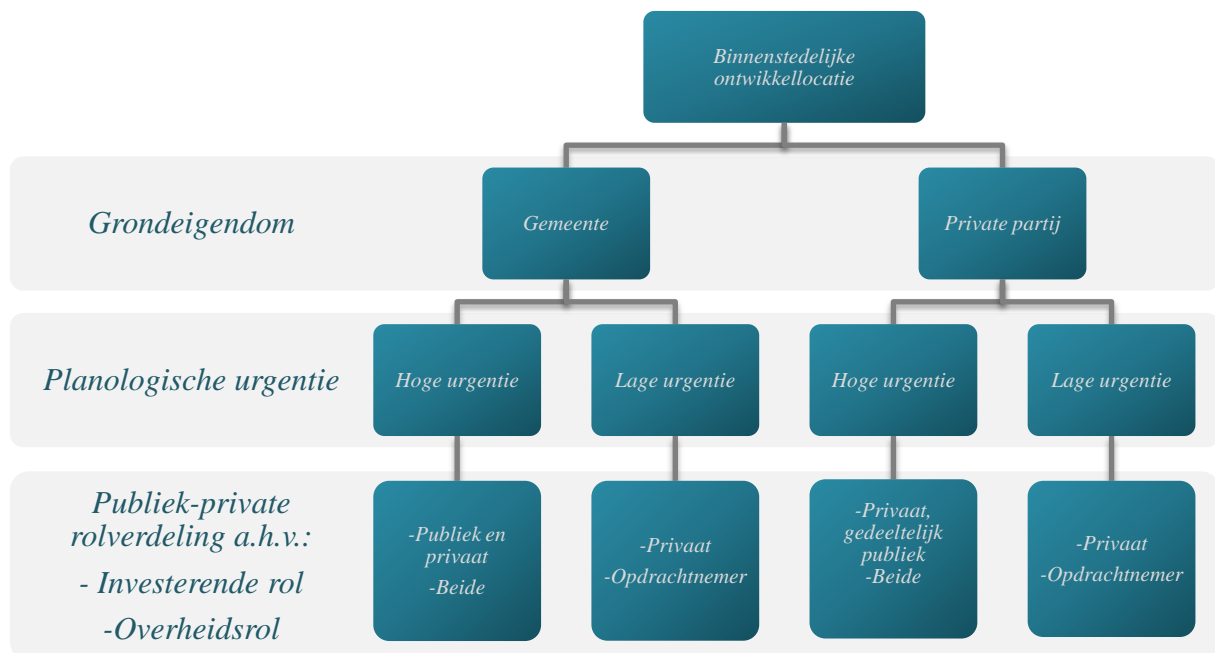 Binnenstedelijke
ontwikkellocatie
Grondeigendom
Gemeente
Private partij
Planologische urgentie
Hoge urgentie
Lage urgentie
Hoge urgentie
Lage urgentie
Publiek-private
rolverdeling a.h.v.:
- Investerende rol
-Overheidsrol
-Publiek en
privaat
-Beide
-Privaat
-Opdrachtnemer
-Privaat,
gedeeltelijk
publiek
-Beide
-Privaat
-Opdrachtnemer